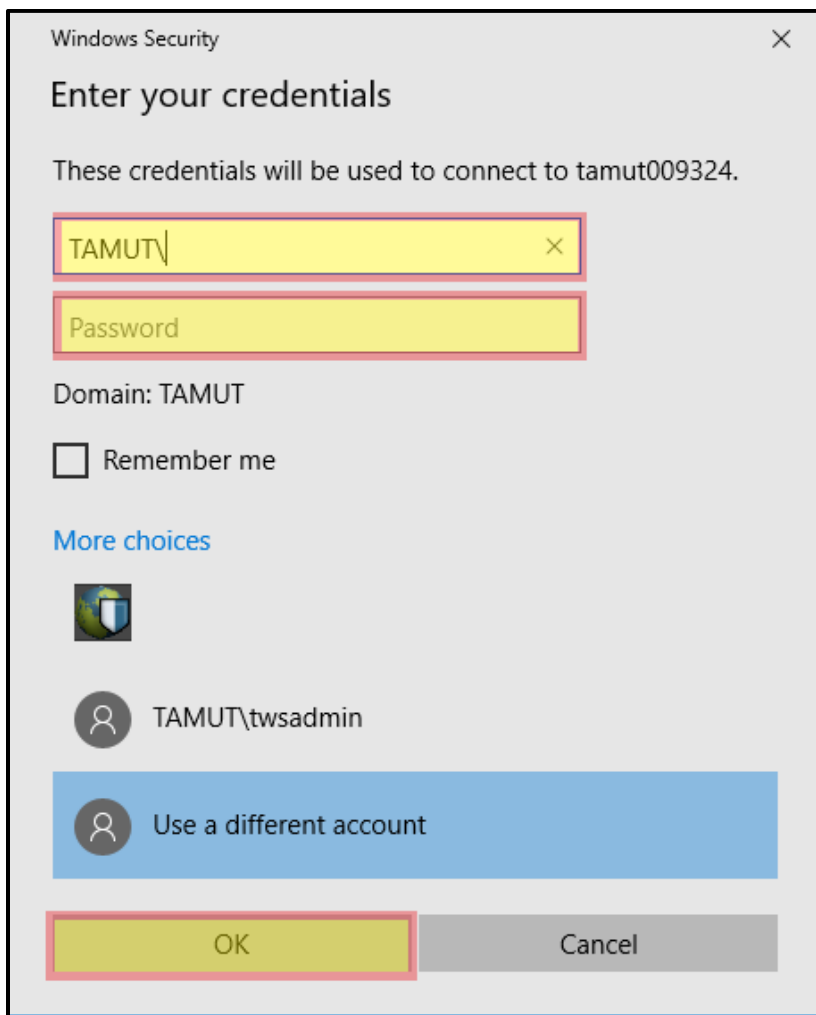 Windows Security
Enter your credentials
These credentials will be used to connect to tamut009324.
TAMUT\
Password
Domain: TAMUT
Remember me
More choices
TAMUT\twsadmin
Use a different account
OK
Cancel